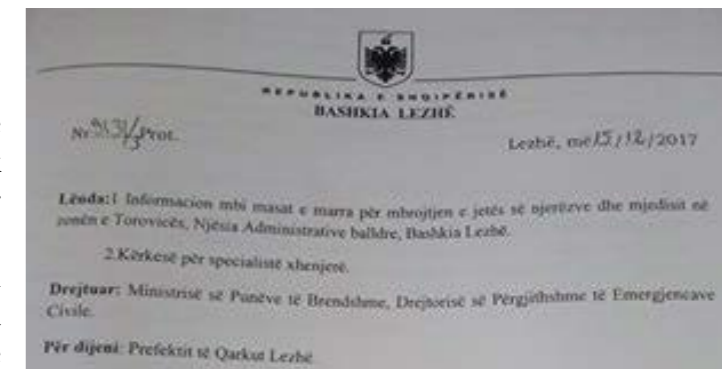 REPUBLIKA E SHQIPËRISË
BASHKIA LEZHË
Nr Prot.
Lezhë, më 15/12/2017
Lënda:1 Informacion mbi masat e marra për mbrojtjen e jetës së njerëzve dhe mjedisit në
zonën e Torovicës, Njësia Administrative balldre, Bashkia Lezhë.
2.Kërkesë për specialistë xhenjerë.
Drejtuar: Ministrisë së Punëve të Brendshme, Drejtorisë së Përgjithshme të Emergjencave
Civile.
Për dijeni: Prefektit të Qarkut Lezhë